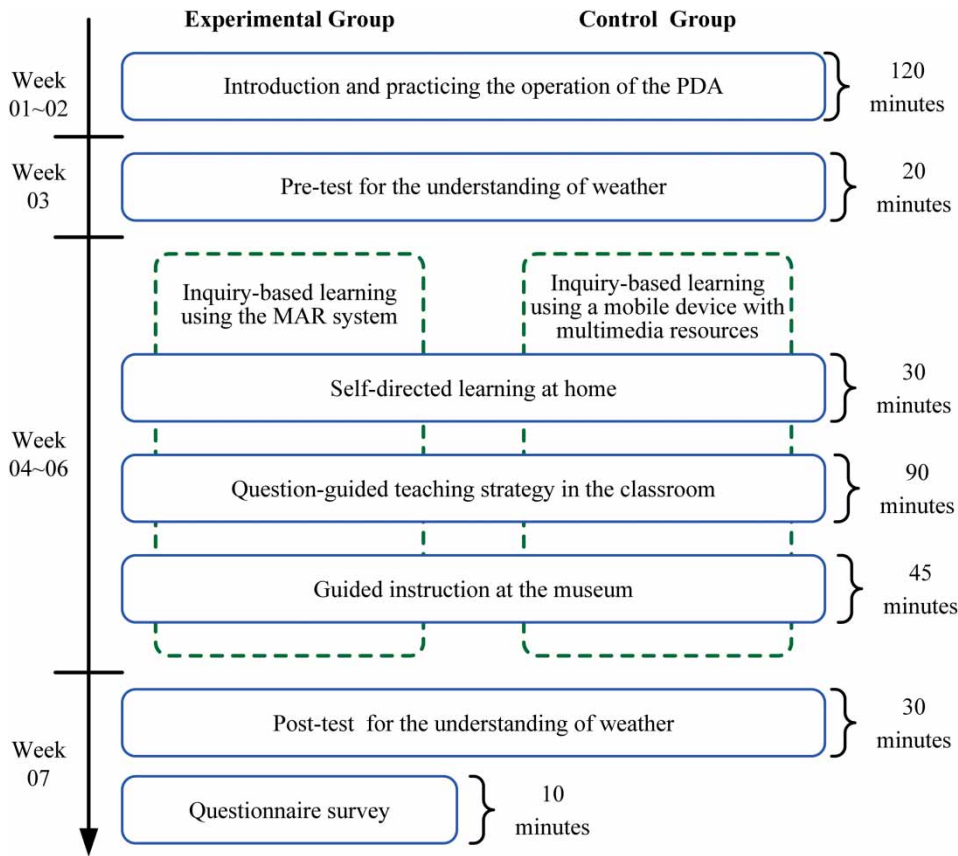 Experimental Group
Control Group
Week
01~02
Introduction and practicing the operation of the PDA
120
minutes
Week
03
Pre-test for the understanding of weather
20
minutes
Inquiry-based learning
using the MAR system
Inquiry-based learning
using a mobile device with
multimedia resources
Week
04~06
Self-directed learning at home
30
minutes
Question-guided teaching strategy in the classroom
90
minutes
Guided instruction at the museum
45
minutes
Week
07
Post-test for the understanding of weather
30
minutes
Questionnaire survey
10
minutes